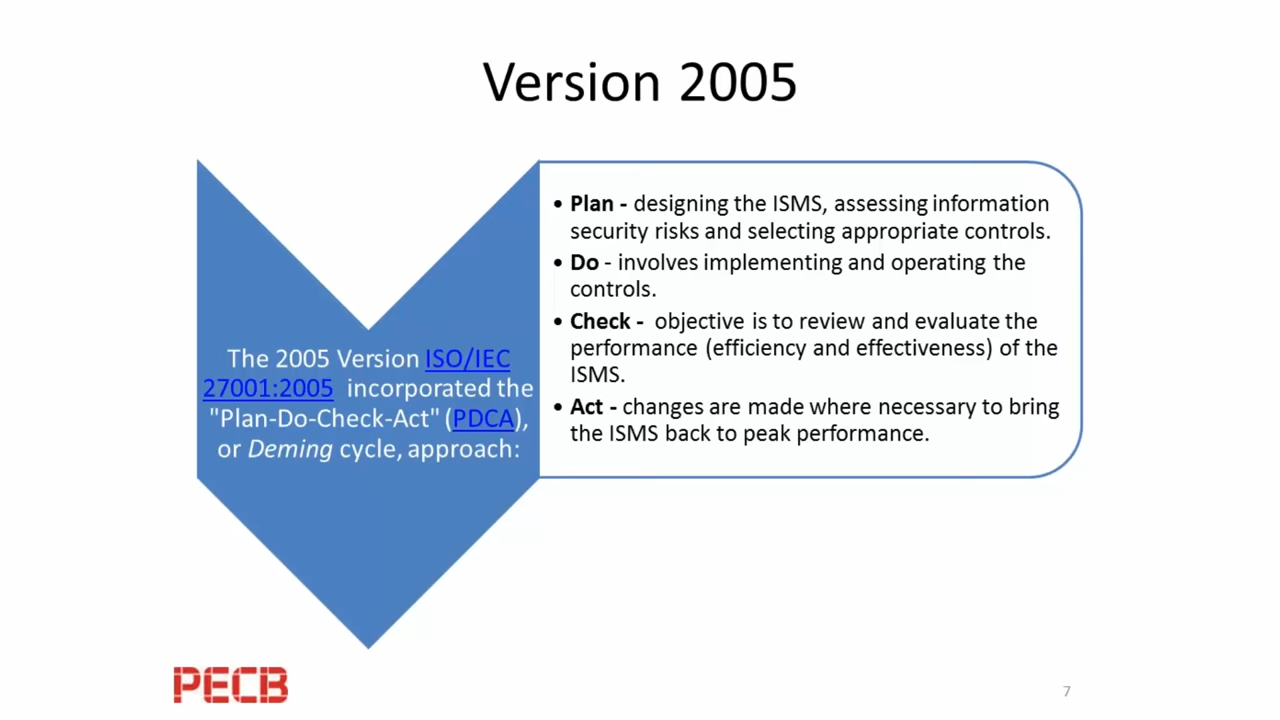 Version 2005
The 2005 Version ISO/IEC
27001:2005 incorporated the
"Plan-Do-Check-Act" (PDCA),
or Deming cycle, approach:
• Plan - designing the ISMS, assessing information
security risks and selecting appropriate controls.
• Do - involves implementing and operating the
controls.
• Check - objective is to review and evaluate the
performance (efficiency and effectiveness) of the
ISMS.
• Act - changes are made where necessary to bring
the ISMS back to peak performance.
PECB
7